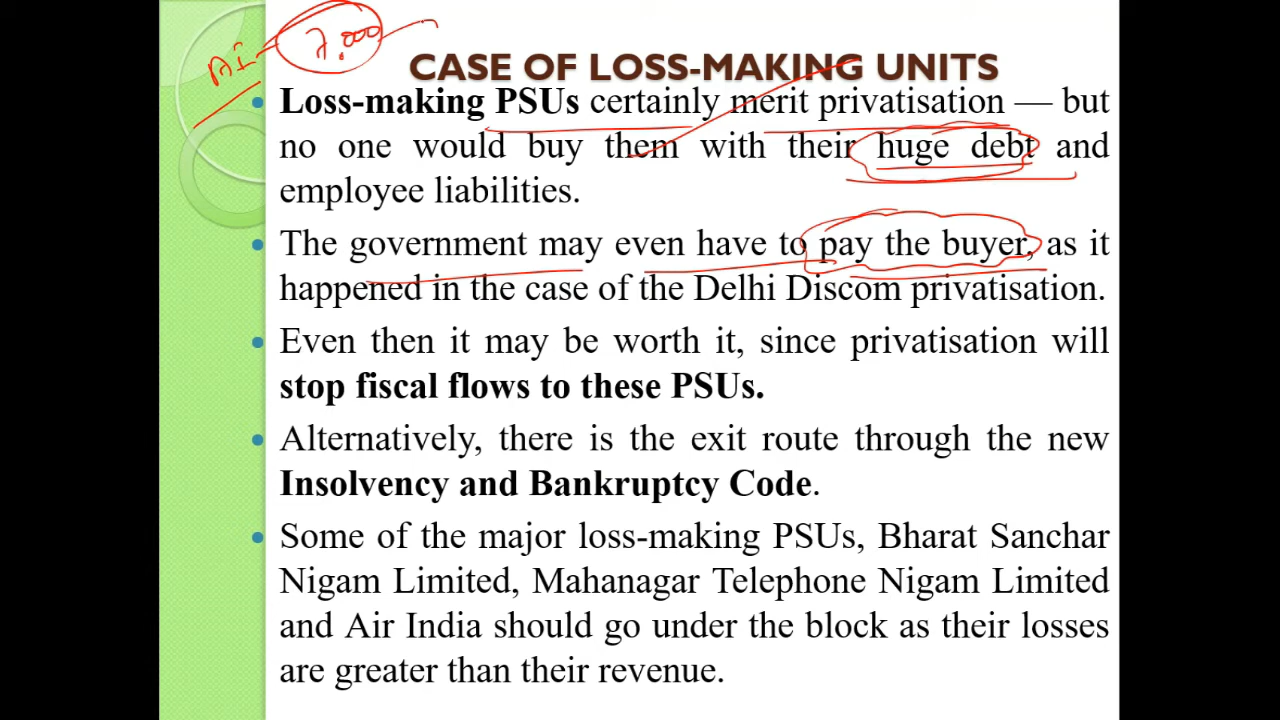 AI 7,000
CASE OF LOSS-MAKING UNITS
Loss-making PSUs certainly merit privatisation — but
no one would buy them with their huge debt and
employee liabilities.
The government may even have to pay the buyer, as it
happened in the case of the Delhi Discom privatisation.
Even then it may be worth it, since privatisation will
stop fiscal flows to these PSUs.
Alternatively, there is the exit route through the new
Insolvency and Bankruptcy Code.
Some of the major loss-making PSUs, Bharat Sanchar
Nigam Limited, Mahanagar Telephone Nigam Limited
and Air India should go under the block as their losses
are greater than their revenue.